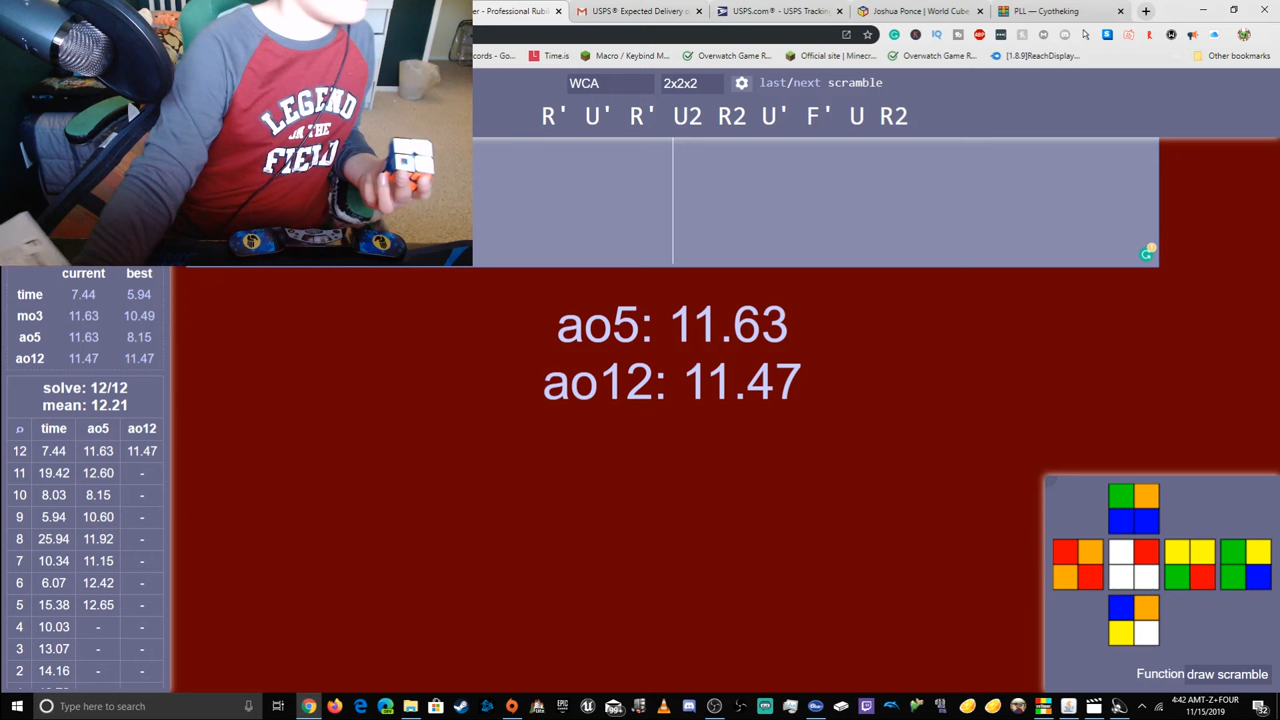 - Professional Rubi
USPS® Expected Delivery o
USPS.com® - USPS Tracking
Joshua Ponce | World Cube
PLL — Cyotheking
cords - Go...
Time.is
Macro / Keybind M...
Overwatch Game R...
Official site | Minecr...
Overwatch Game R...
[1.8.9]ReachDisplay...
Other bookmarks
WCA
2x2x2
last/next scramble
R' U' R' U2 R2 U' F' U R2
LEGEND
IN THE
FIELD
current best
time 7.44 5.94
mo3 11.63 10.49
ao5 11.63 8.15
ao12 11.47 11.47
solve: 12/12
mean: 12.21
time ao5 ao12
12 7.44 11.63 11.47
11 19.42 12.60 -
10 8.03 8.15 -
9 5.94 10.60 -
8 25.94 11.92 -
7 10.34 11.15 -
6 6.07 12.42 -
5 15.38 12.65 -
4 10.03 - -
3 13.07 - -
2 14.16 - -
ao5: 11.63
ao12: 11.47
Function draw scramble
Type here to search
4:42 AM-Z+FOUR
11/15/2019